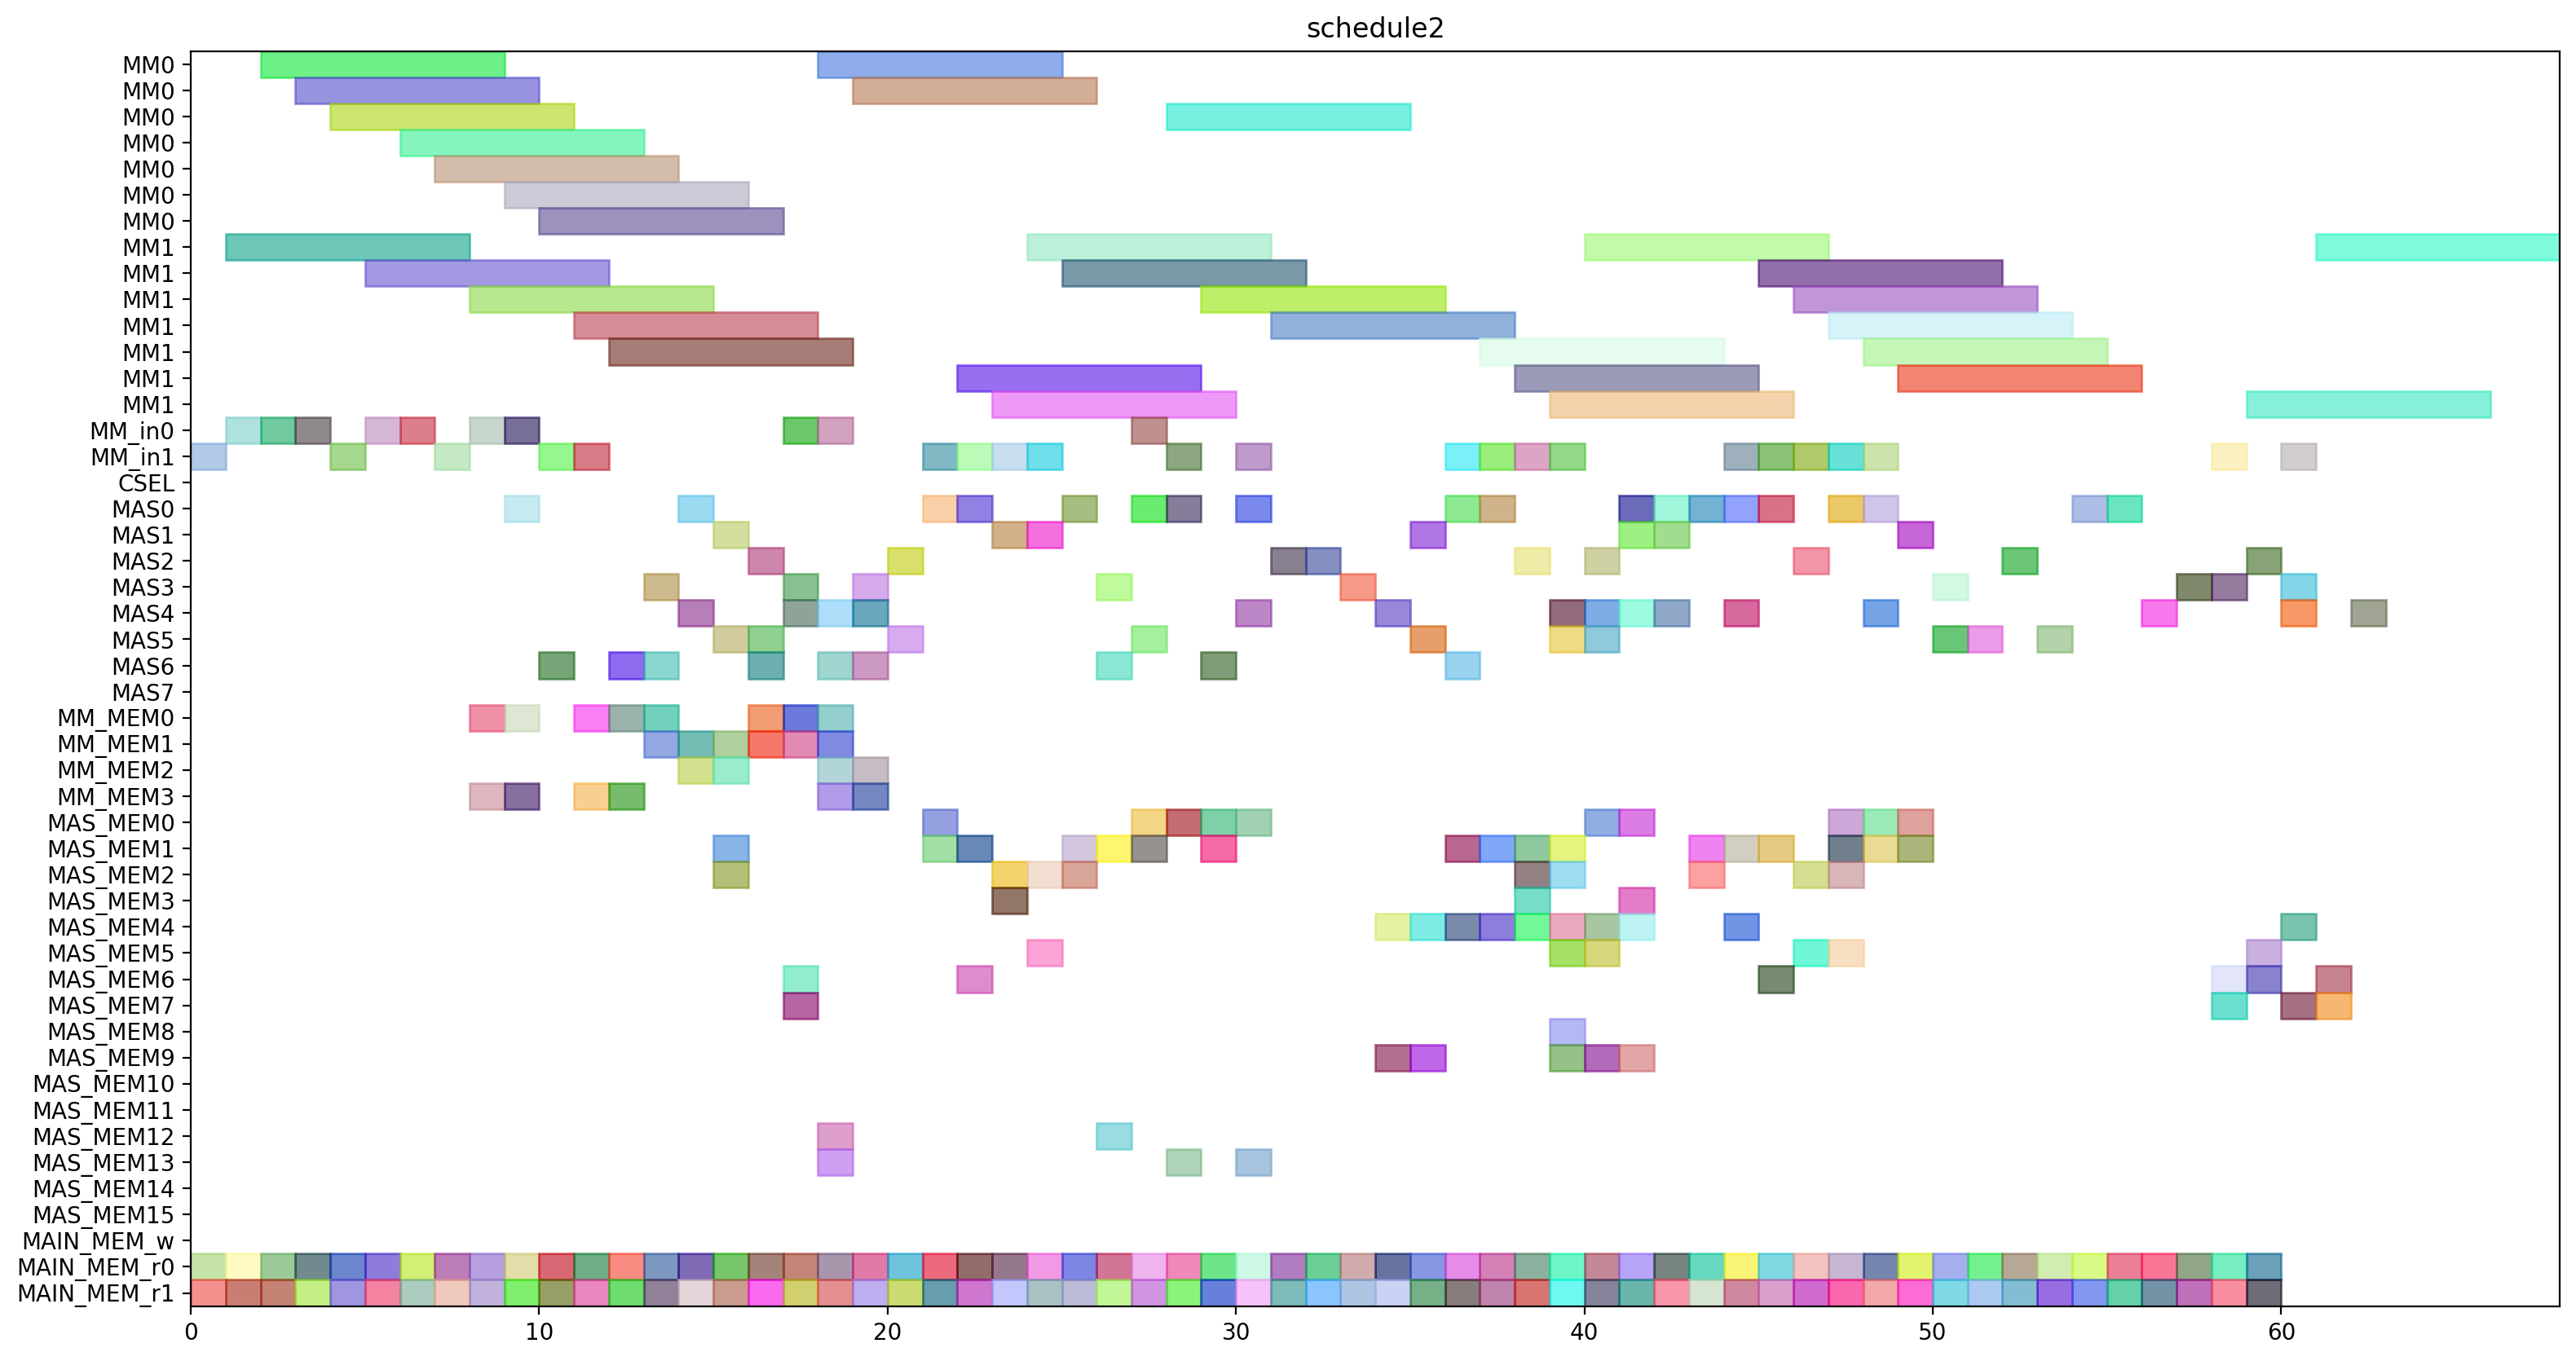 schedule2
MM0
MM0
MM0
MM0
MM0
MM0
MM0
MM1
MM1
MM1
MM1
MM1
MM1
MM1
MM_in0
MM_in1
CSEL
MAS0
MAS1
MAS2
MAS3
MAS4
MAS5
MAS6
MAS7
MM_MEM0
MM_MEM1
MM_MEM2
MM_MEM3
MAS_MEM0
MAS_MEM1
MAS_MEM2
MAS_MEM3
MAS_MEM4
MAS_MEM5
MAS_MEM6
MAS_MEM7
MAS_MEM8
MAS_MEM9
MAS_MEM10
MAS_MEM11
MAS_MEM12
MAS_MEM13
MAS_MEM14
MAS_MEM15
MAIN_MEM_w
MAIN_MEM_r0
MAIN_MEM_r1
0 10 20 30 40 50 60